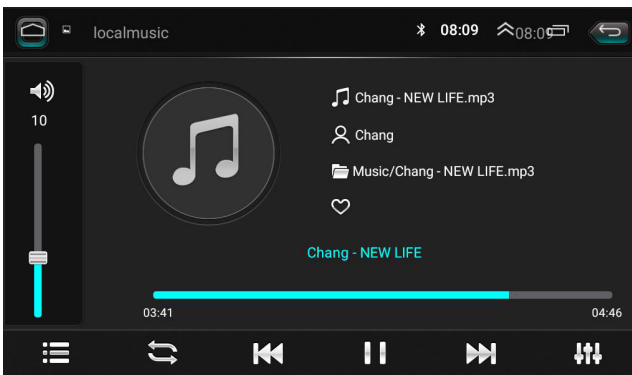 localmusic
08:09
08:09
10
Chang - NEW LIFE.mp3
Chang
Music/Chang - NEW LIFE.mp3
Chang - NEW LIFE
03:41
04:46